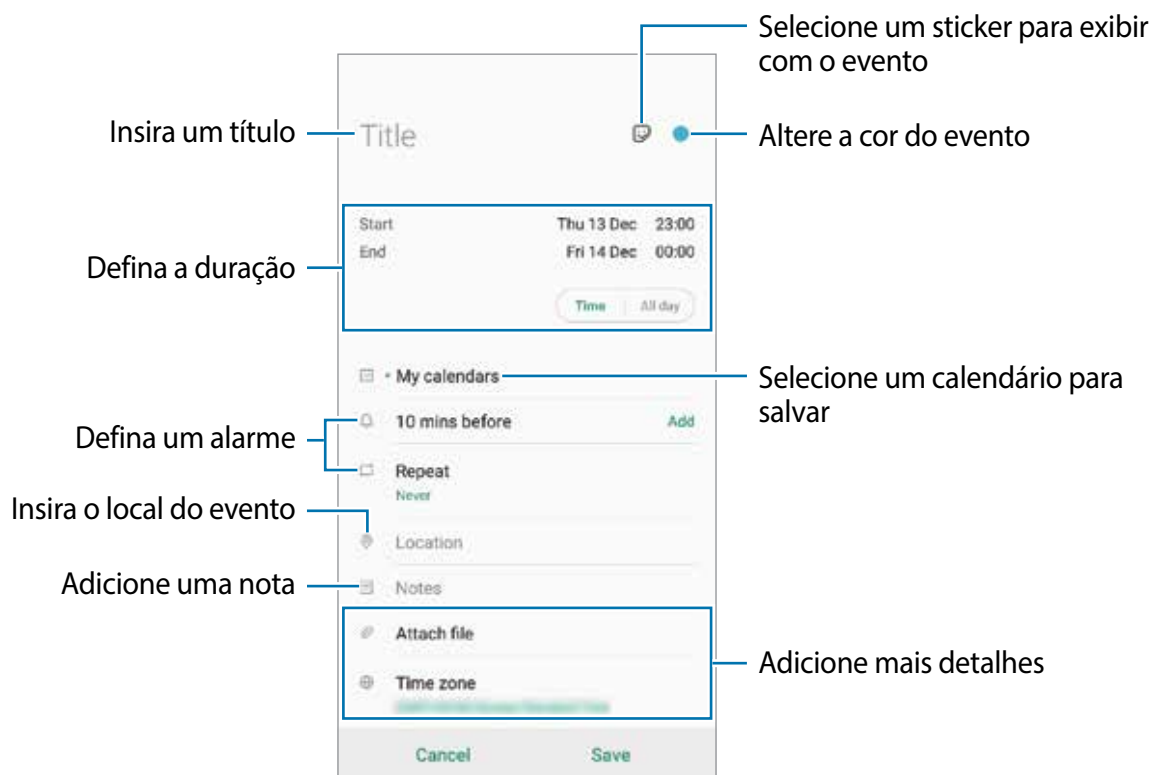 Selecione um sticker para exibir
com o evento
Insira um título
Title
Altere a cor do evento
Start Thu 13 Dec 23:00
End Fri 14 Dec 00:00
Defina a duração
Time All day
My calendars
Selecione um calendário para
salvar
10 mins before Add
Defina um alarme
Repeat
Never
Insira o local do evento
Location
Adicione uma nota
Notes
Attach file
Adicione mais detalhes
Time zone
Cancel Save